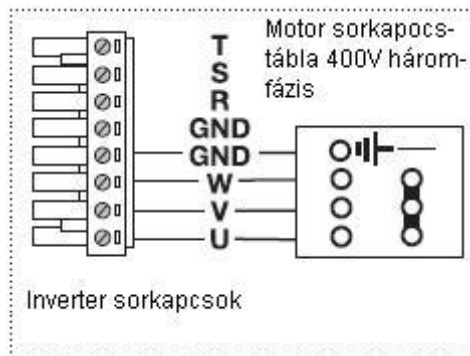 T
S
R
GND
GND
W
V
U
Motor sorkapocs-
tábla 400V három-
fázis
Inverter sorkapcsok